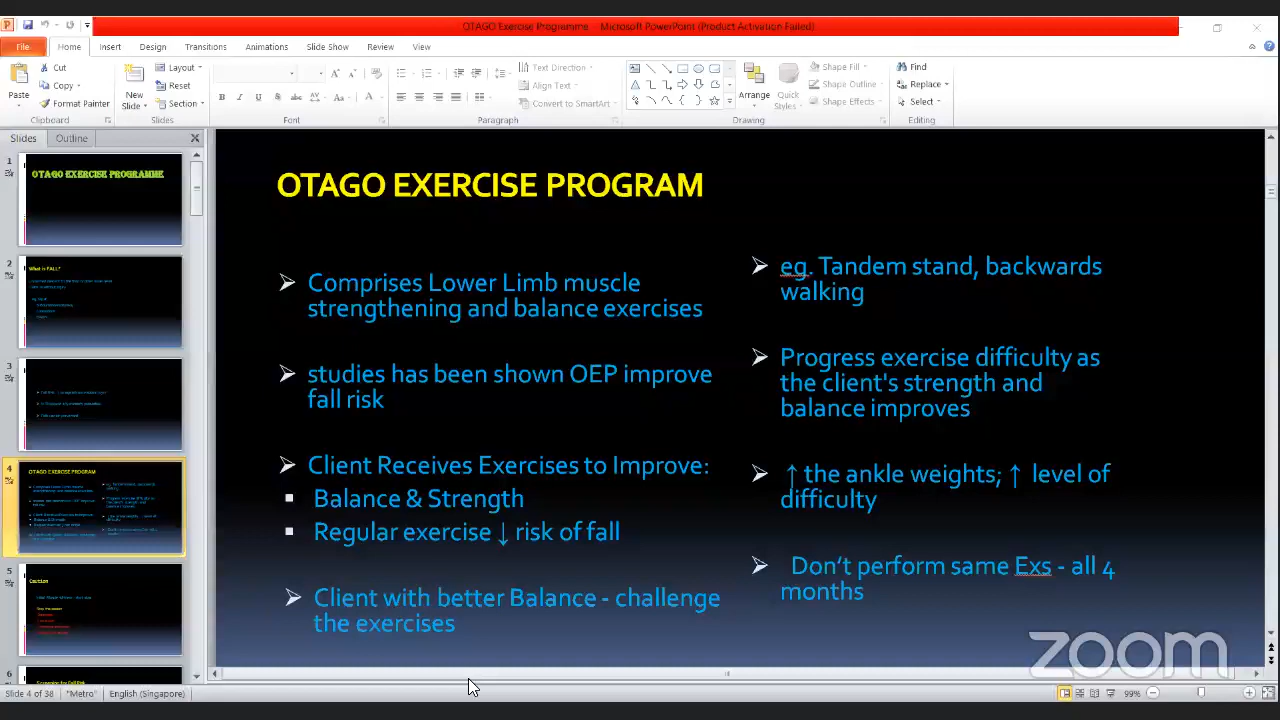 OTAGO Exercise Programme - Microsoft PowerPoint (Product Activation Failed)
File Home Insert Design Transitions Animations Slide Show Review View
Paste
Cut
Copy
Format Painter
Clipboard
New
Slide
Layout
Reset
Section
Slides
Font
Text Direction
Align Text
Convert to SmartArt
Paragraph
Arrange
Quick
Styles
Shape Fill
Shape Outline
Shape Effects
Drawing
Find
Replace
Select
Editing
Slides Outline
1
OTAGO EXERCISE PROGRAMME
2
What is FALL?
3
4
OTAGO EXERCISE PROGRAM
5
Caution
6
OTAGO EXERCISE PROGRAM
Comprises Lower Limb muscle
strengthening and balance exercises
studies has been shown OEP improve
fall risk
Client Receives Exercises to Improve:
Balance & Strength
Regular exercise ↓ risk of fall
Client with better Balance - challenge
the exercises
eg. Tandem stand, backwards
walking
Progress exercise difficulty as
the client's strength and
balance improves
↑ the ankle weights; ↑ level of
difficulty
Don’t perform same Exs - all 4
months
zoom
Slide 4 of 38 "Metro" English (Singapore) 99%